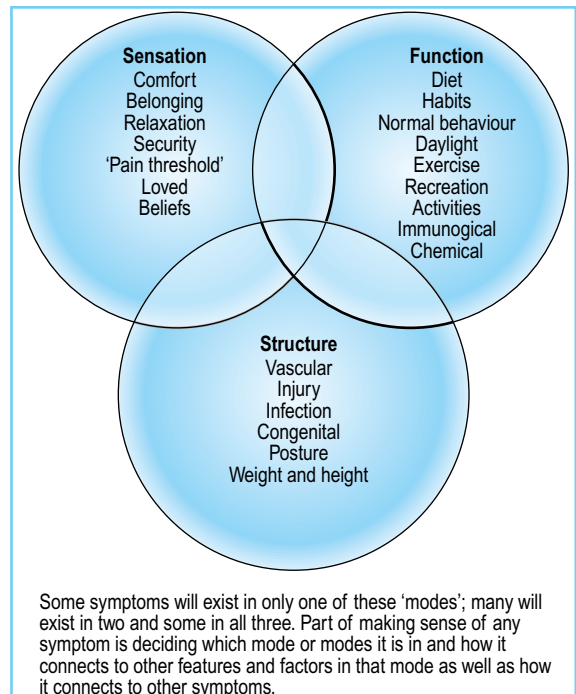 Sensation
Comfort
Belonging
Relaxation
Security
‘Pain threshold’
Loved
Beliefs
Function
Diet
Habits
Normal behaviour
Daylight
Exercise
Recreation
Activities
Immunogical
Chemical
Structure
Vascular
Injury
Infection
Congenital
Posture
Weight and height
Some symptoms will exist in only one of these ‘modes’; many will
exist in two and some in all three. Part of making sense of any
symptom is deciding which mode or modes it is in and how it
connects to other features and factors in that mode as well as how
it connects to other symptoms.